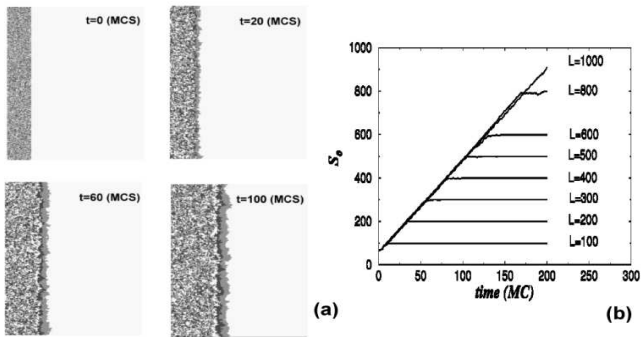 t=0 (MCS)
t=20 (MCS)
t=60 (MCS)
t=100 (MCS)
(a)
1000
800
600
400
200
0
S₀
0 50 100 150 200 250 300
time (MC)
L=1000
L=800
L=600
L=500
L=400
L=300
L=200
L=100
(b)